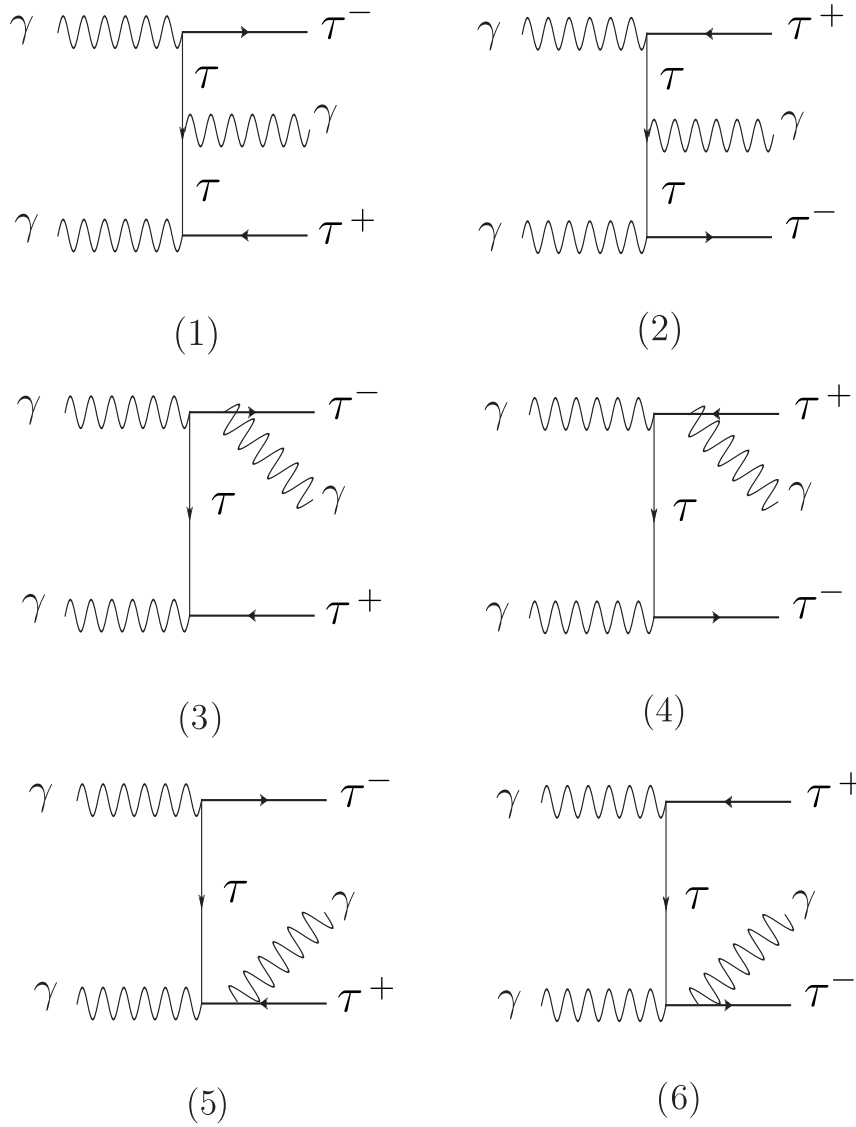 γ τ⁻ γ τ⁺
τ τ
γ γ
τ τ
γ τ⁺ γ τ⁻
(1) (2)
γ τ⁻ γ τ⁺
τ γ τ γ
γ τ⁺ γ τ⁻
(3) (4)
γ τ⁻ γ τ⁺
τ γ τ γ
γ τ⁺ γ τ⁻
(5) (6)